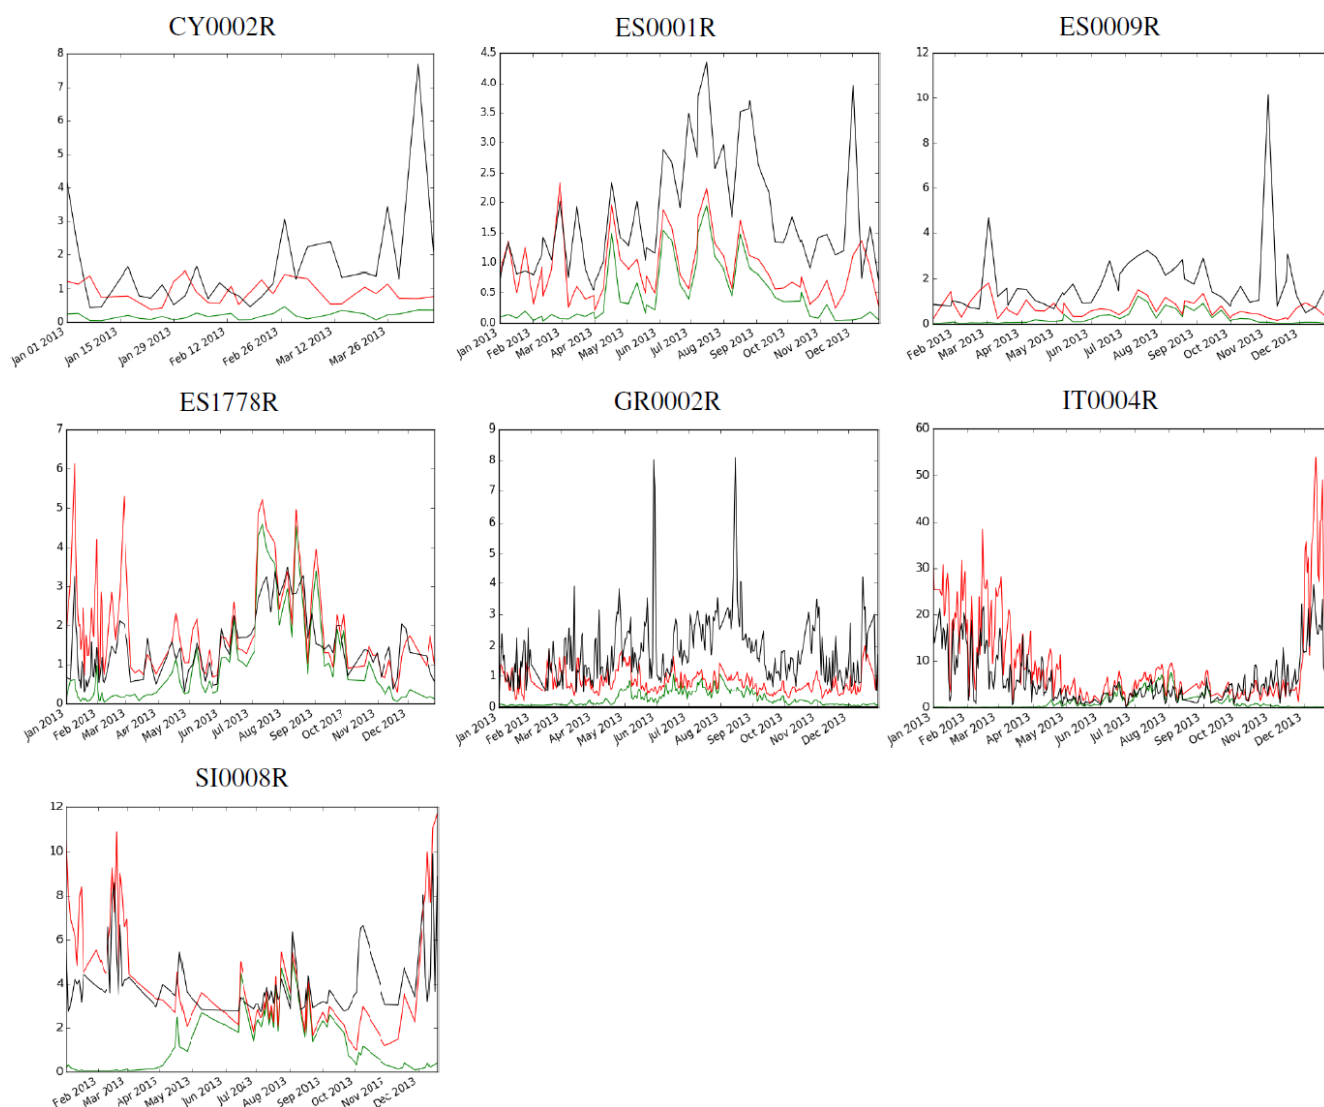 CY0002R
ES0001R
ES0009R
8
7
6
5
4
3
2
1
0
Jan 01 2013
Jan 15 2013
Jan 29 2013
Feb 12 2013
Feb 26 2013
Mar 12 2013
Mar 26 2013
4.5
4.0
3.5
3.0
2.5
2.0
1.5
1.0
0.5
0.0
Jan 2013
Feb 2013
Mar 2013
Apr 2013
May 2013
Jun 2013
Jul 2013
Aug 2013
Sep 2013
Oct 2013
Nov 2013
Dec 2013
12
10
8
6
4
2
0
Feb 2013
Mar 2013
Apr 2013
May 2013
Jun 2013
Jul 2013
Aug 2013
Sep 2013
Oct 2013
Nov 2013
Dec 2013
ES1778R
GR0002R
IT0004R
7
6
5
4
3
2
1
0
Jan 2013
Feb 2013
Mar 2013
Apr 2013
May 2013
Jun 2013
Jul 2013
Aug 2013
Sep 2013
Oct 2013
Nov 2013
Dec 2013
9
8
7
6
5
4
3
2
1
0
Jan 2013
Feb 2013
Mar 2013
Apr 2013
May 2013
Jun 2013
Jul 2013
Aug 2013
Sep 2013
Oct 2013
Nov 2013
Dec 2013
60
50
40
30
20
10
0
Jan 2013
Feb 2013
Mar 2013
Apr 2013
May 2013
Jun 2013
Jul 2013
Aug 2013
Sep 2013
Oct 2013
Nov 2013
Dec 2013
SI0008R
12
10
8
6
4
2
0
Feb 2013
Mar 2013
Apr 2013
May 2013
Jun 2013
Jul 2013
Aug 2013
Sep 2013
Oct 2013
Nov 2013
Dec 2013